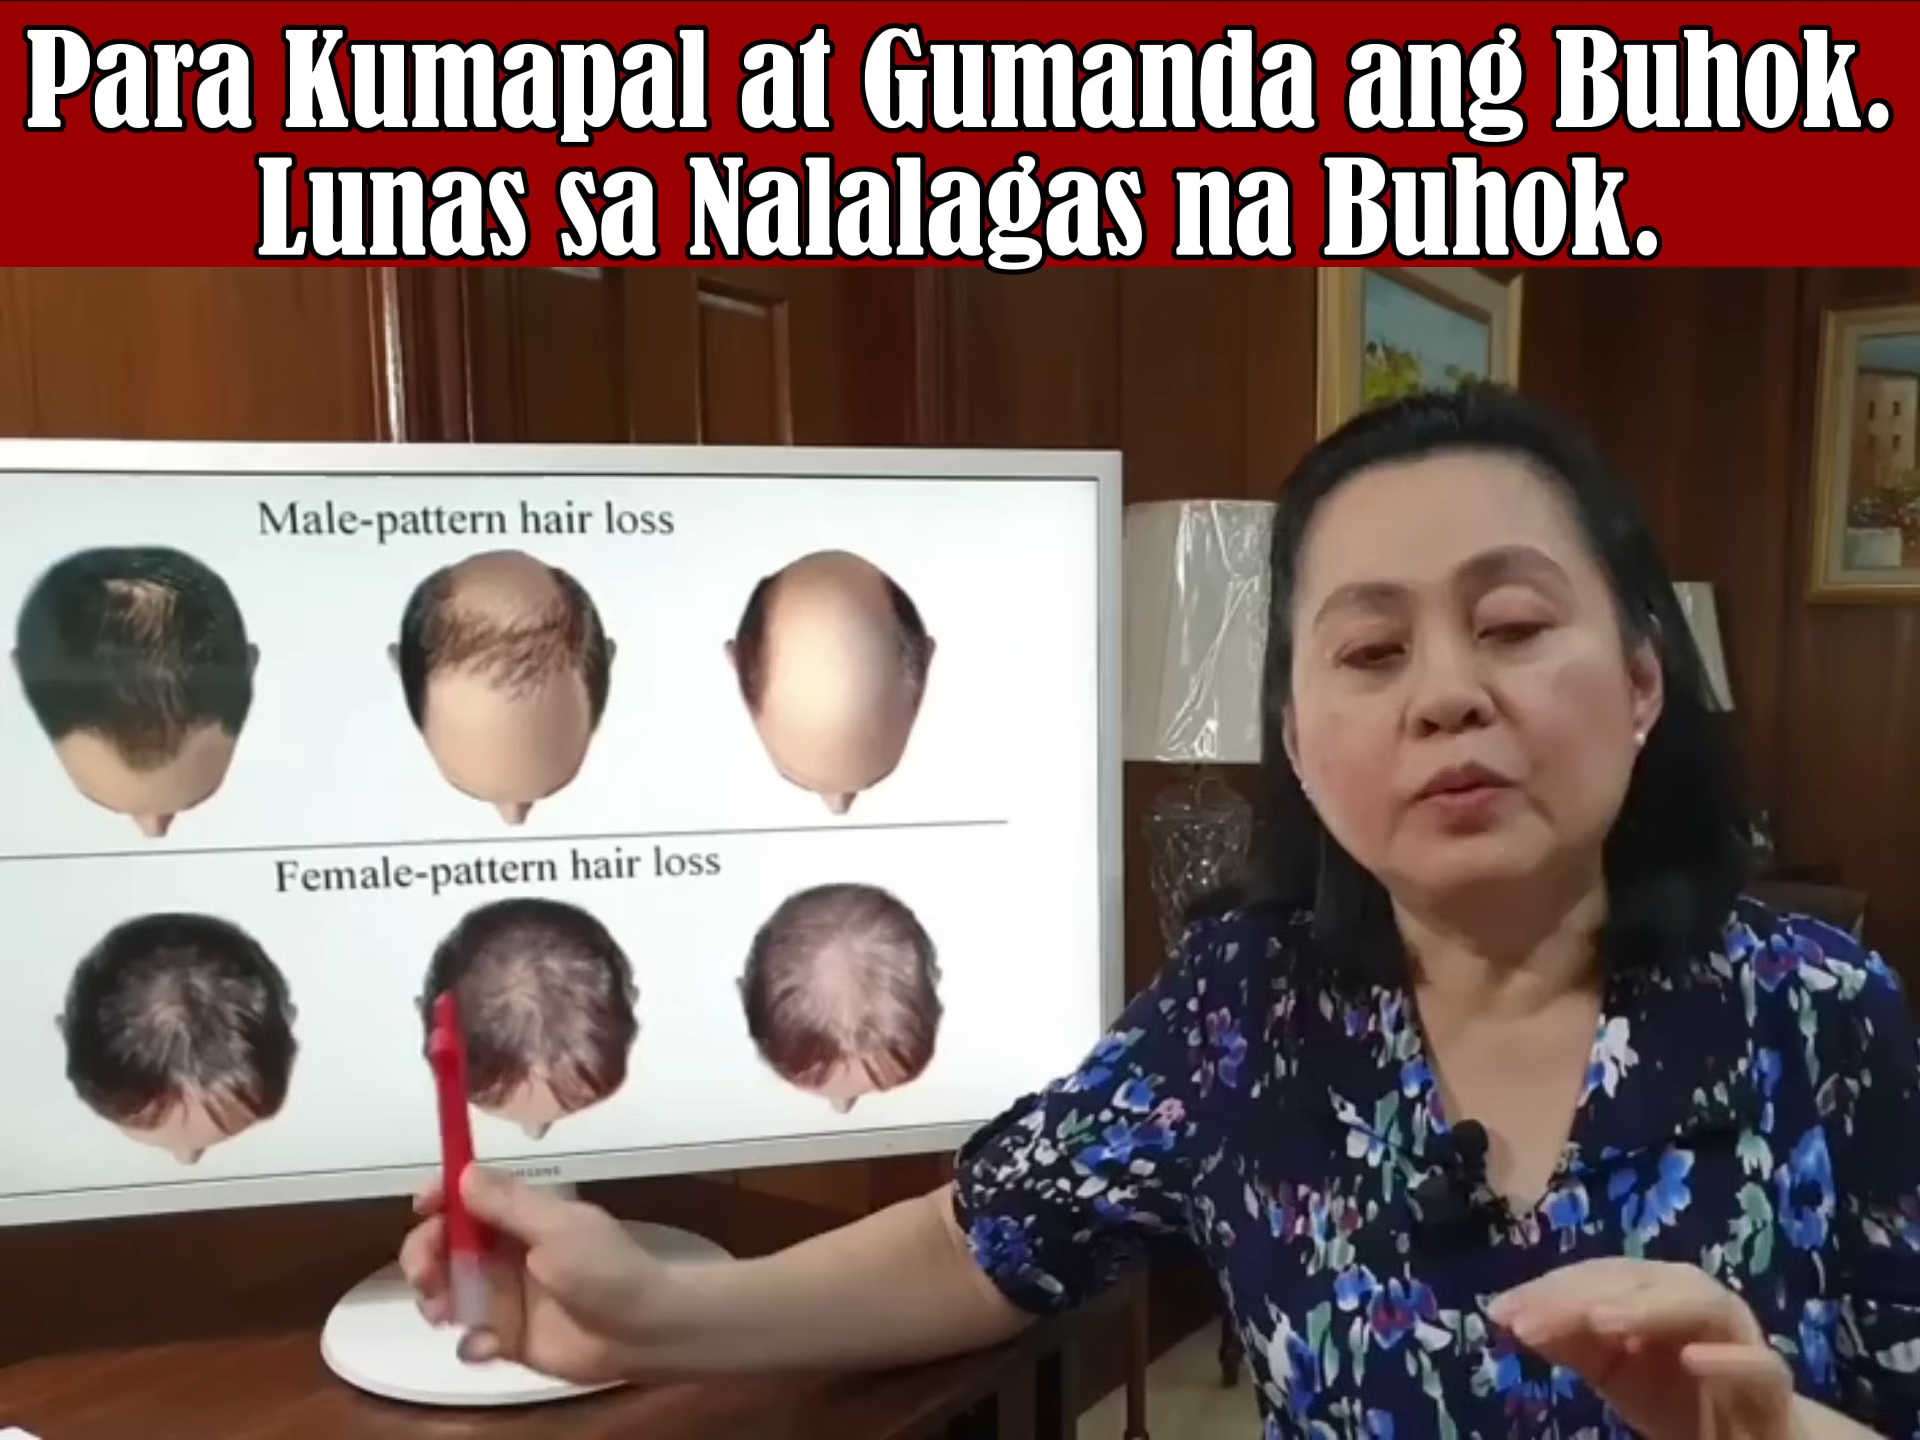 Para Kumapal at Gumanda ang Buhok.
Lunas sa Nalalagas na Buhok.
Male-pattern hair loss
Female-pattern hair loss